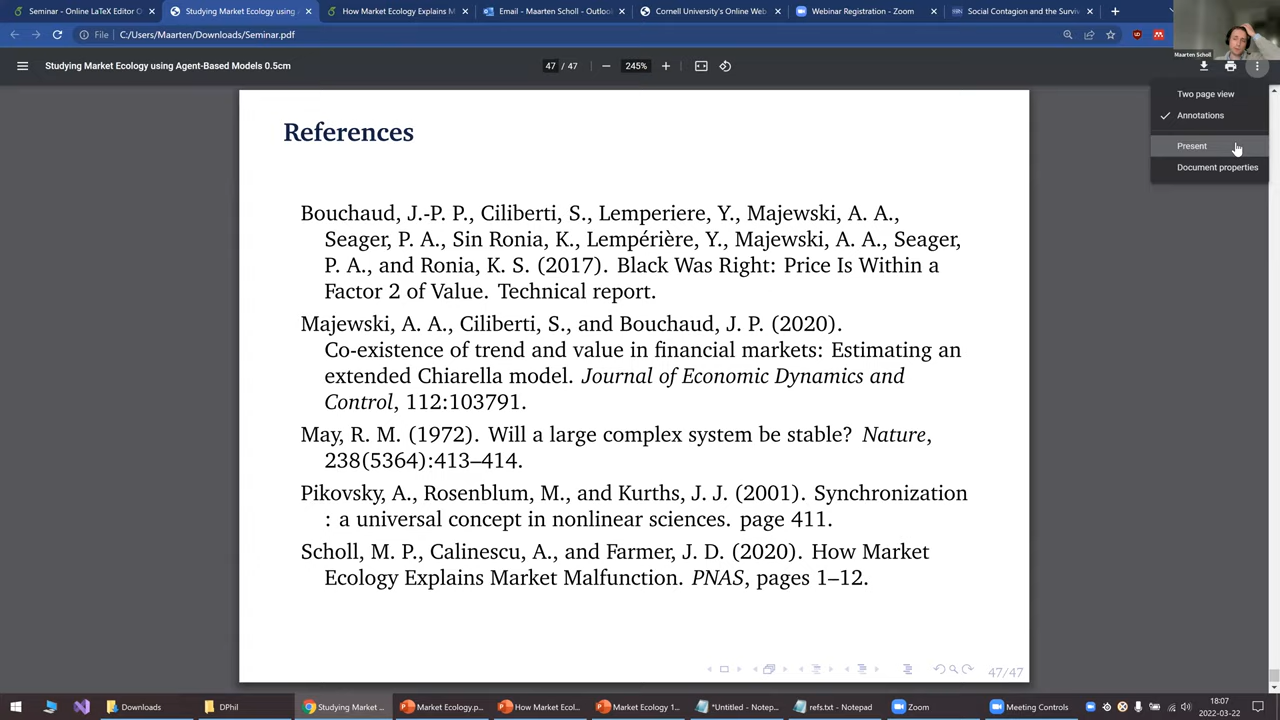 Seminar - Online LaTeX Editor O
Studying Market Ecology using A
How Market Ecology Explains M
Email - Maarten Scholl - Outlook
Cornell University's Online Web
Webinar Registration - Zoom
Social Contagion and the Surviv
File C:/Users/Maarten/Downloads/Seminar.pdf
Maarten Scholl
Studying Market Ecology using Agent-Based Models 0.5cm
47 / 47
245%
Two page view
Annotations
Present
Document properties
References
Bouchaud, J.-P. P., Ciliberti, S., Lemperiere, Y., Majewski, A. A.,
Seager, P. A., Sin Ronia, K., Lempérière, Y., Majewski, A. A., Seager,
P. A., and Ronia, K. S. (2017). Black Was Right: Price Is Within a
Factor 2 of Value. Technical report.
Majewski, A. A., Ciliberti, S., and Bouchaud, J. P. (2020).
Co-existence of trend and value in financial markets: Estimating an
extended Chiarella model. Journal of Economic Dynamics and
Control, 112:103791.
May, R. M. (1972). Will a large complex system be stable? Nature,
238(5364):413–414.
Pikovsky, A., Rosenblum, M., and Kurths, J. J. (2001). Synchronization
: a universal concept in nonlinear sciences. page 411.
Scholl, M. P., Calinescu, A., and Farmer, J. D. (2020). How Market
Ecology Explains Market Malfunction. PNAS, pages 1–12.
47/47
Downloads
DPhil
Studying Market ...
Market Ecology.p...
How Market Ecol...
Market Ecology 1...
*Untitled - Notepad
refs.txt - Notepad
Zoom
Meeting Controls
18:07
2022-03-22